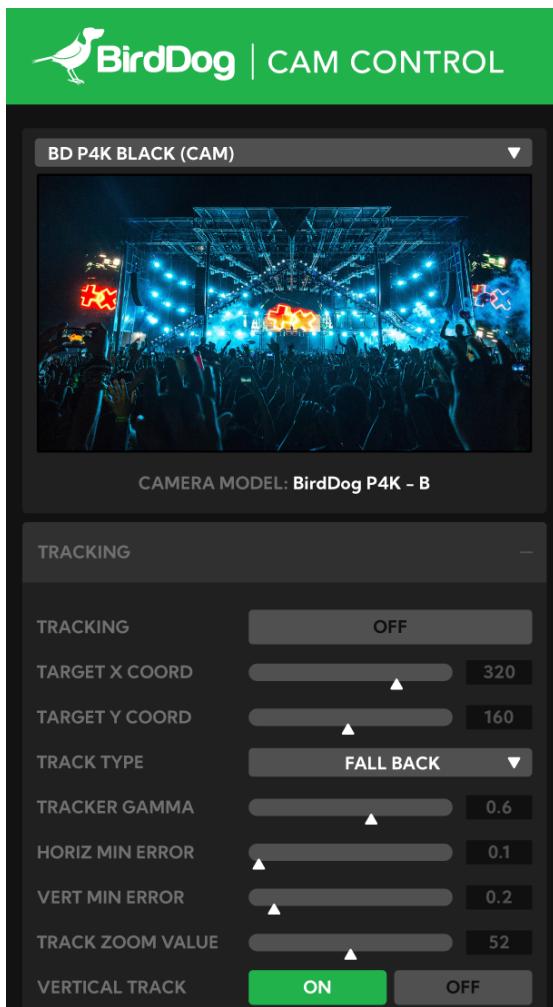 BirdDog | CAM CONTROL
BD P4K BLACK (CAM)
CAMERA MODEL: BirdDog P4K - B
TRACKING
TRACKING OFF
TARGET X COORD 320
TARGET Y COORD 160
TRACK TYPE FALL BACK
TRACKER GAMMA 0.6
HORIZ MIN ERROR 0.1
VERT MIN ERROR 0.2
TRACK ZOOM VALUE 52
VERTICAL TRACK ON OFF